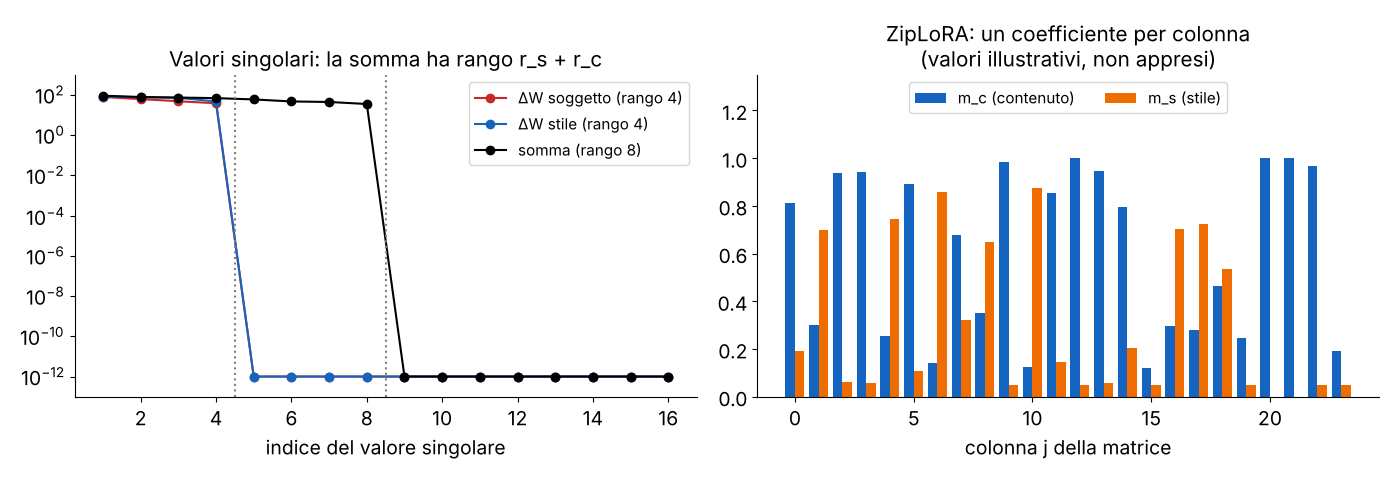 Valori singolari: la somma ha rango r_s + r_c
10²
10⁰
10⁻²
10⁻⁴
10⁻⁶
10⁻⁸
10⁻¹⁰
10⁻¹²
ΔW soggetto (rango 4)
ΔW stile (rango 4)
somma (rango 8)
2 4 6 8 10 12 14 16
indice del valore singolare
ZipLoRA: un coefficiente per colonna
(valori illustrativi, non appresi)
m_c (contenuto) m_s (stile)
1.2
1.0
0.8
0.6
0.4
0.2
0.0
0 5 10 15 20
colonna j della matrice